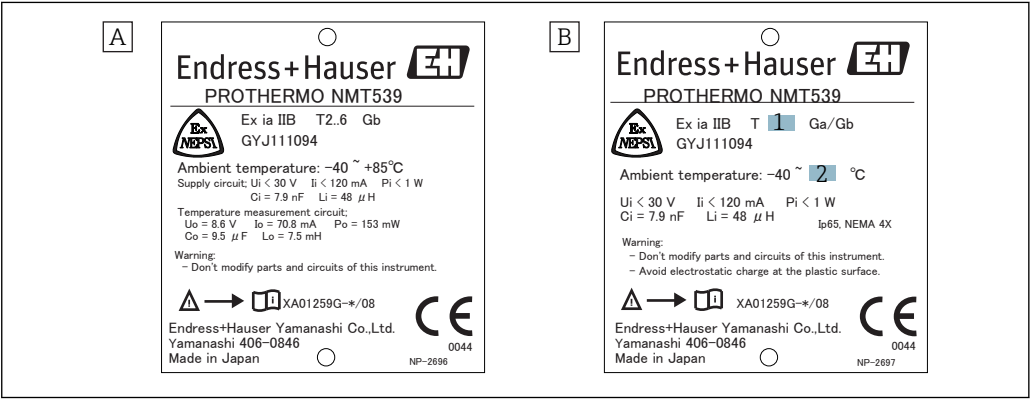 A
Endress+Hauser EH
PROTHERMO NMT539
Ex NEPSI
Ex ia IIB T2..6 Gb
GYJ111094
Ambient temperature: -40 ~ +85℃
Supply circuit; Ui < 30 V Ii < 120 mA Pi < 1 W
Ci = 7.9 nF Li = 48 μH
Temperature measurement circuit;
Uo = 8.6 V Io = 70.8 mA Po = 153 mW
Co = 9.5 μF Lo = 7.5 mH
Warning:
- Don't modify parts and circuits of this instrument.
XA01259G-*/08
CE
Endress+Hauser Yamanashi Co.,Ltd.
Yamanashi 406-0846
0044
Made in Japan
NP-2696
B
Endress+Hauser EH
PROTHERMO NMT539
Ex NEPSI
Ex ia IIB T 1 Ga/Gb
GYJ111094
Ambient temperature: -40 ~ 2 ℃
Ui < 30 V Ii < 120 mA Pi < 1 W
Ci = 7.9 nF Li = 48 μH
Ip65, NEMA 4X
Warning:
- Don't modify parts and circuits of this instrument.
- Avoid electrostatic charge at the plastic surface.
XA01259G-*/08
CE
Endress+Hauser Yamanashi Co.,Ltd.
Yamanashi 406-0846
0044
Made in Japan
NP-2697